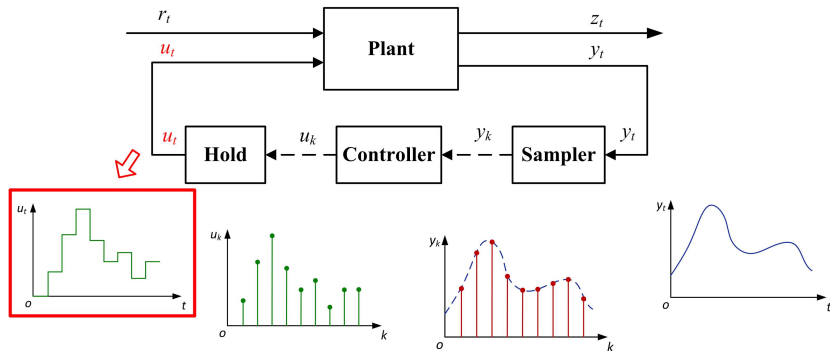 r_t
z_t
u_t
Plant
y_t
u_t
Hold
u_k
Controller
y_k
Sampler
y_t
u_t
o
t
u_k
o
k
y_k
o
k
y_t
o
t